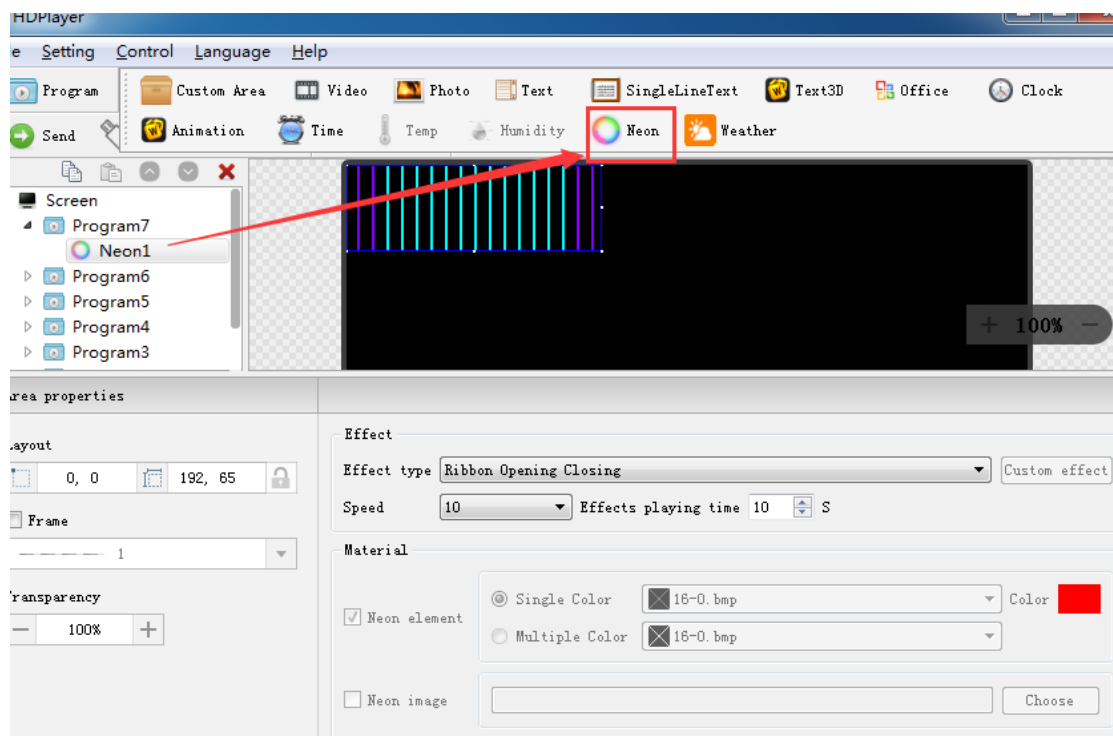 HDPlayer
e Setting Control Language Help
Program Custom Area Video Photo Text SingleLineText Text3D Office Clock
Send Animation Time Temp Humidity Neon Weather
Screen
Program7
Neon1
Program6
Program5
Program4
Program3
+ 100% −
rea properties
Layout
0, 0 192, 65
Frame
1
Transparency
− 100% +
Effect
Effect type Ribbon Opening Closing Custom effect
Speed 10 Effects playing time 10 S
Material
Neon element
Single Color 16-0.bmp Color
Multiple Color 16-0.bmp
Neon image Choose